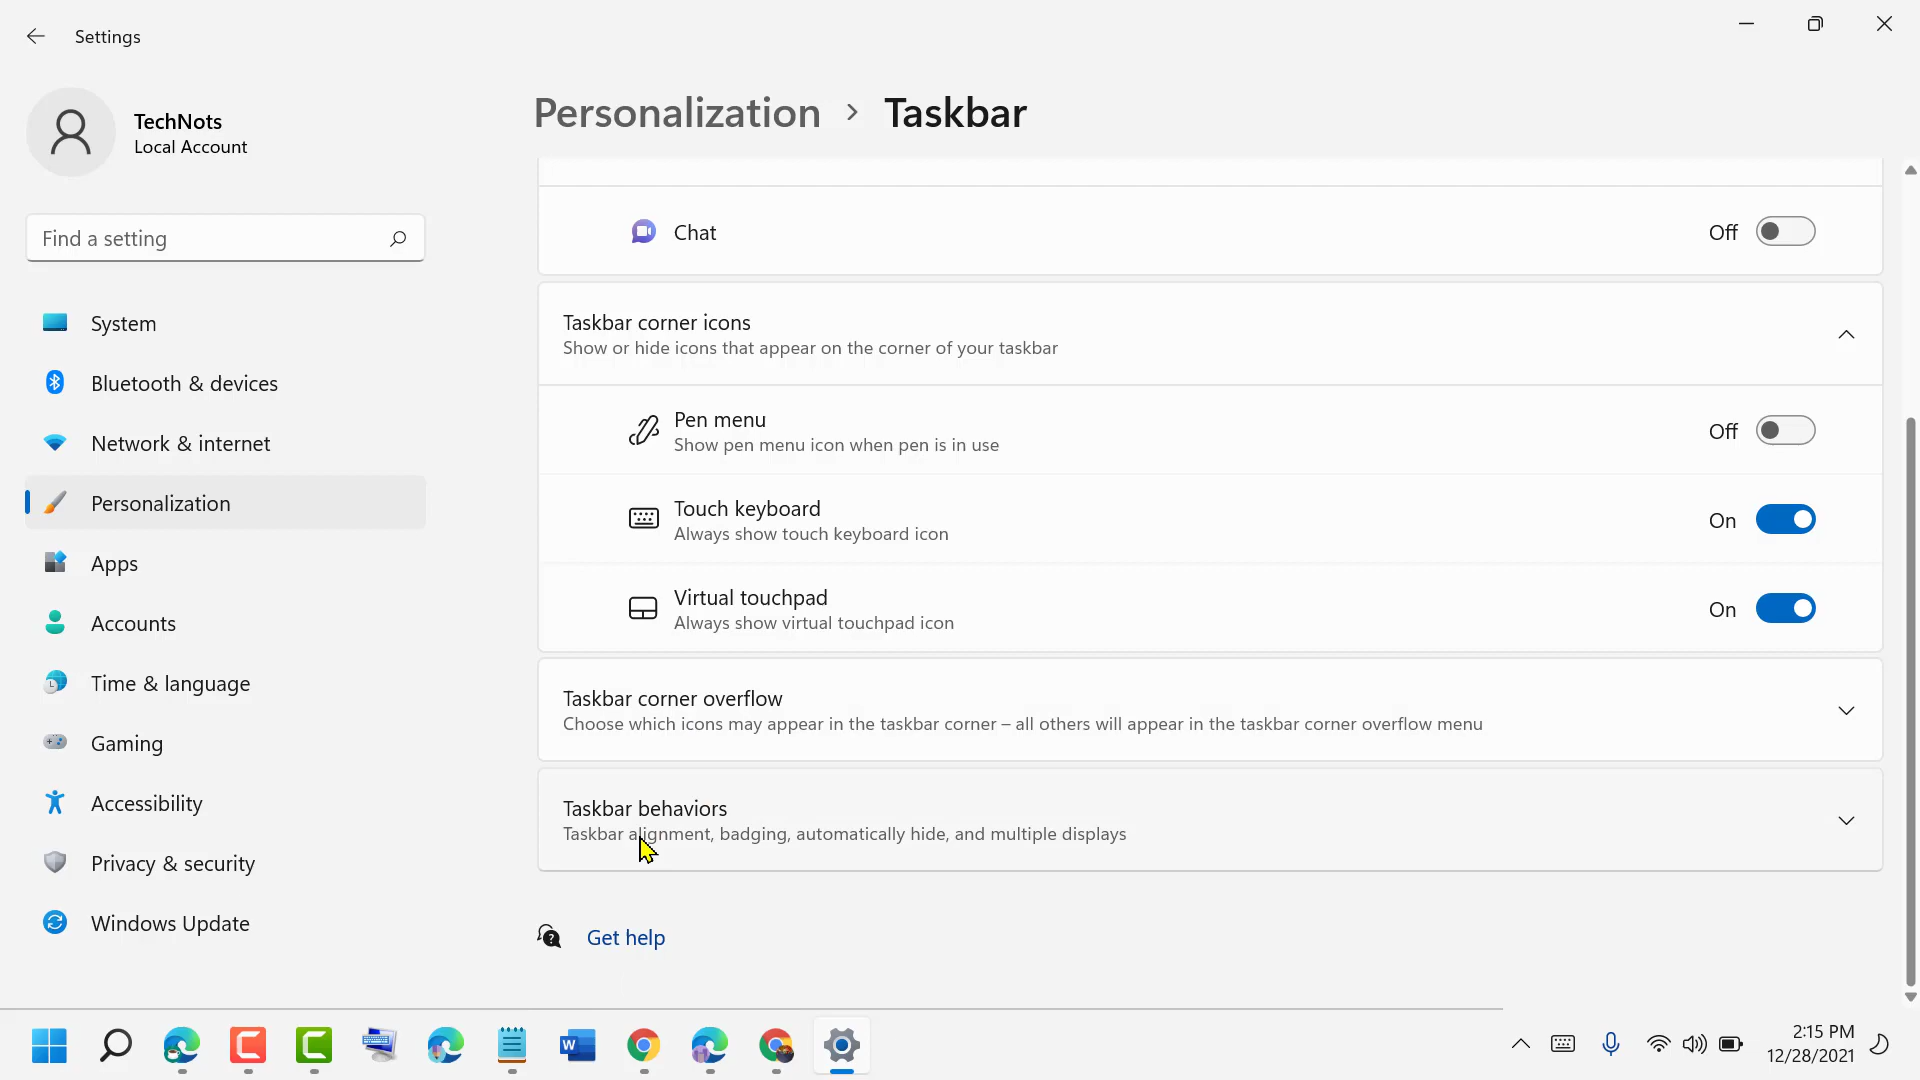 Settings
TechNots
Local Account
Find a setting
System
Bluetooth & devices
Network & internet
Personalization
Apps
Accounts
Time & language
Gaming
Accessibility
Privacy & security
Windows Update
Personalization > Taskbar
Chat
Off
Taskbar corner icons
Show or hide icons that appear on the corner of your taskbar
Pen menu
Show pen menu icon when pen is in use
Off
Touch keyboard
Always show touch keyboard icon
On
Virtual touchpad
Always show virtual touchpad icon
On
Taskbar corner overflow
Choose which icons may appear in the taskbar corner – all others will appear in the taskbar corner overflow menu
Taskbar behaviors
Taskbar alignment, badging, automatically hide, and multiple displays
Get help
2:15 PM
12/28/2021